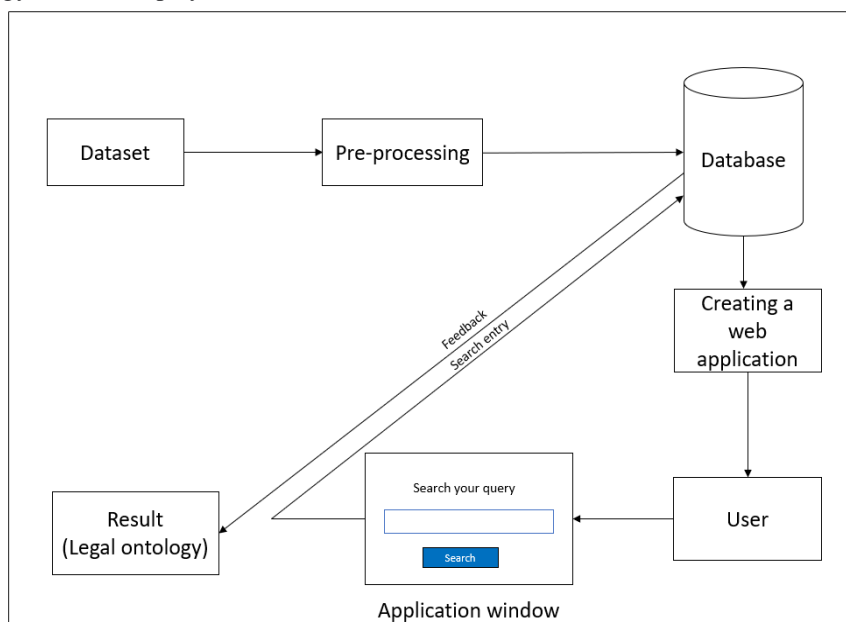 Dataset
Pre-processing
Database
Creating a
web
application
Feedback
Search entry
Search your query
Search
Result
(Legal ontology)
User
Application window